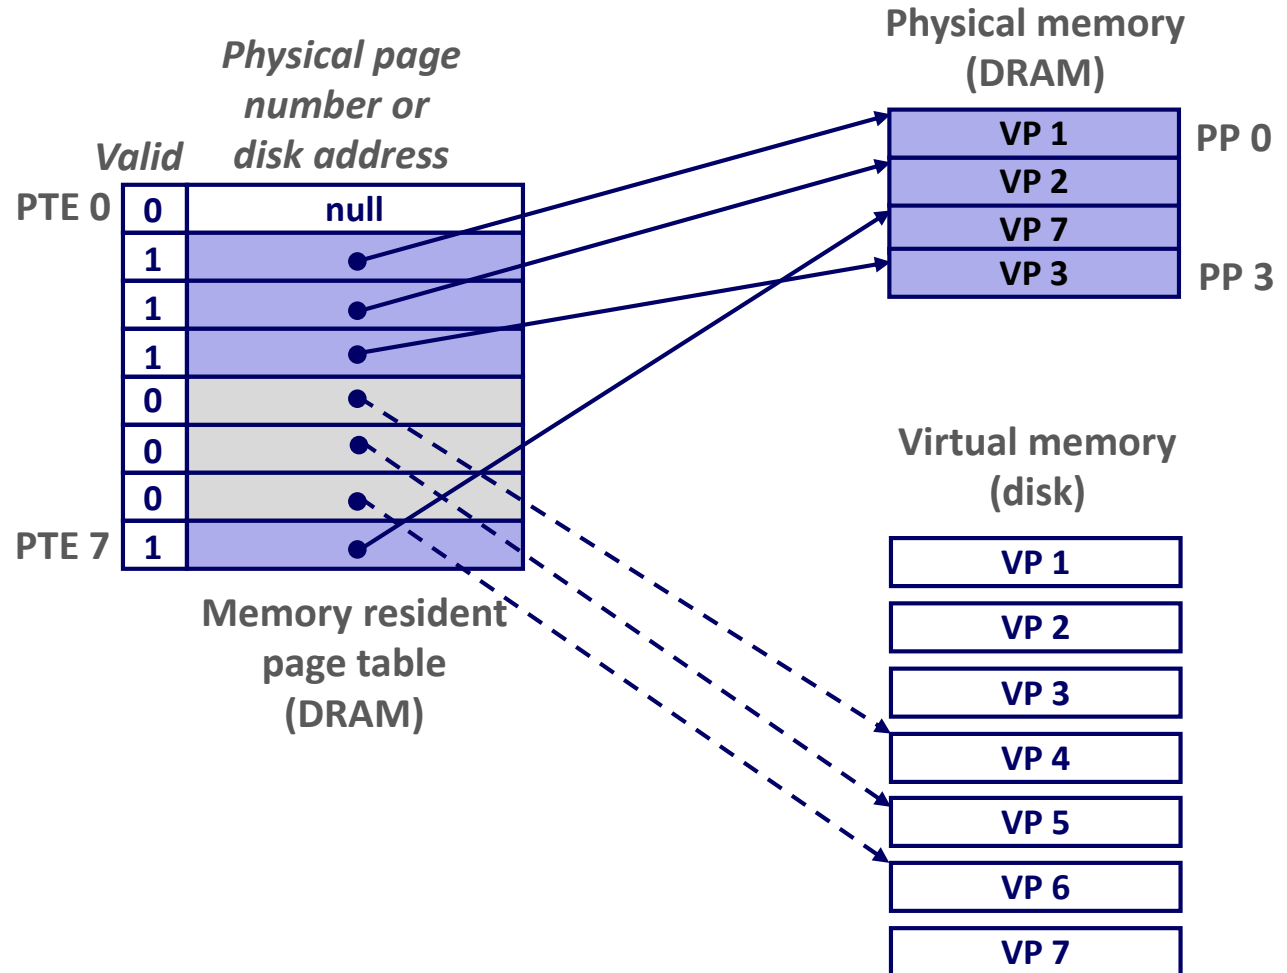 Physical memory
(DRAM)
Physical page
number or
disk address
Valid
PTE 0
0
null
1
1
1
0
0
0
PTE 7
1
Memory resident
page table
(DRAM)
VP 1
PP 0
VP 2
VP 7
VP 3
PP 3
Virtual memory
(disk)
VP 1
VP 2
VP 3
VP 4
VP 5
VP 6
VP 7